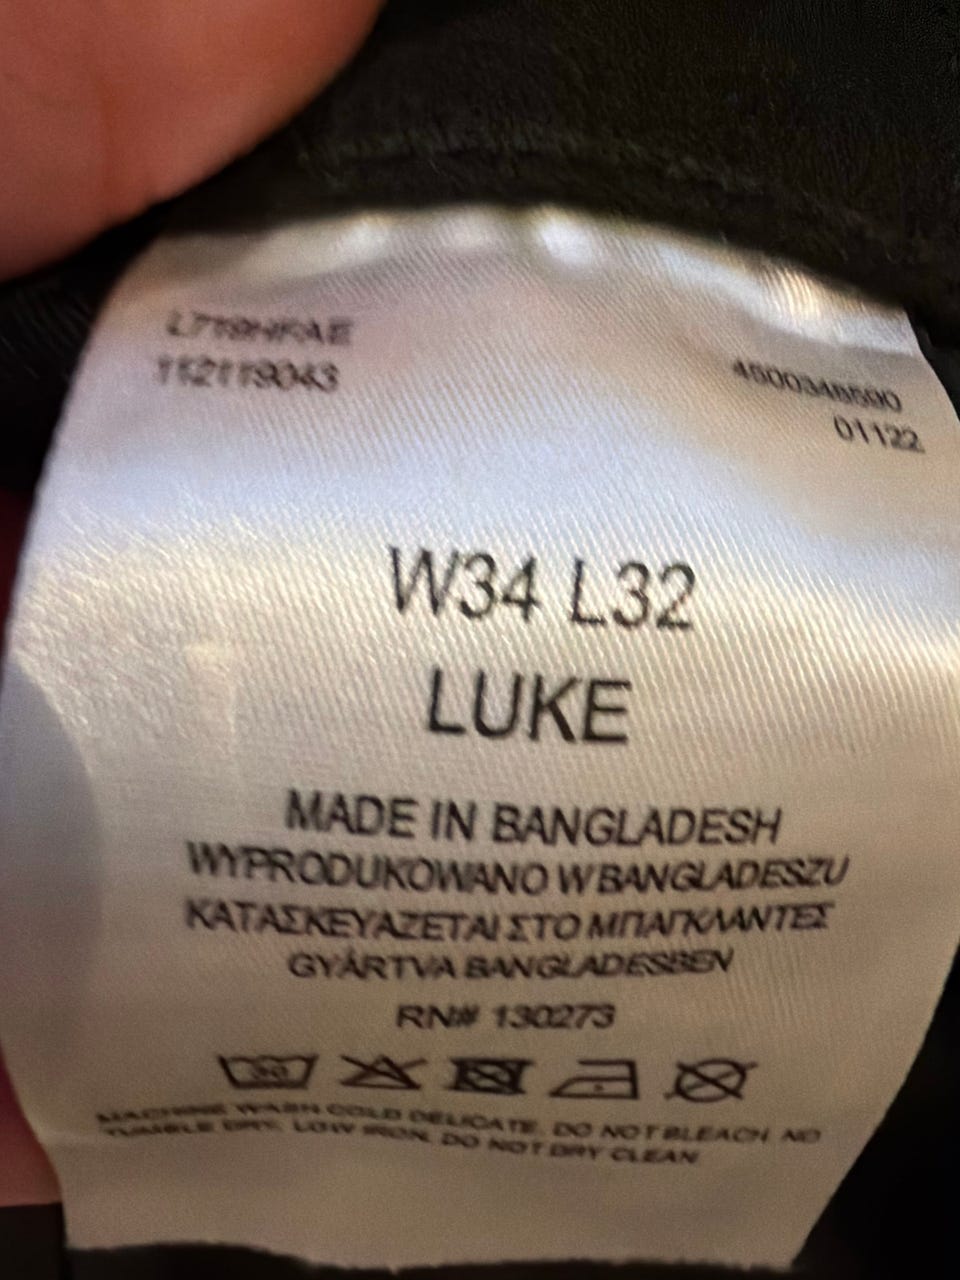 L719HFAE
112119043
4500348590
01122
W34 L32
LUKE
MADE IN BANGLADESH
WYPRODUKOWANO W BANGLADESZU
ΚΑΤΑΣΚΕΥΑΖΕΤΑΙ ΣΤΟ ΜΠΑΓΚΛΑΝΤΕΣ
GYÁRTVA BANGLADESBEN
RN# 130273
30
MACHINE WASH COLD DELICATE. DO NOT BLEACH. NO
TUMBLE DRY. LOW IRON. DO NOT DRY CLEAN